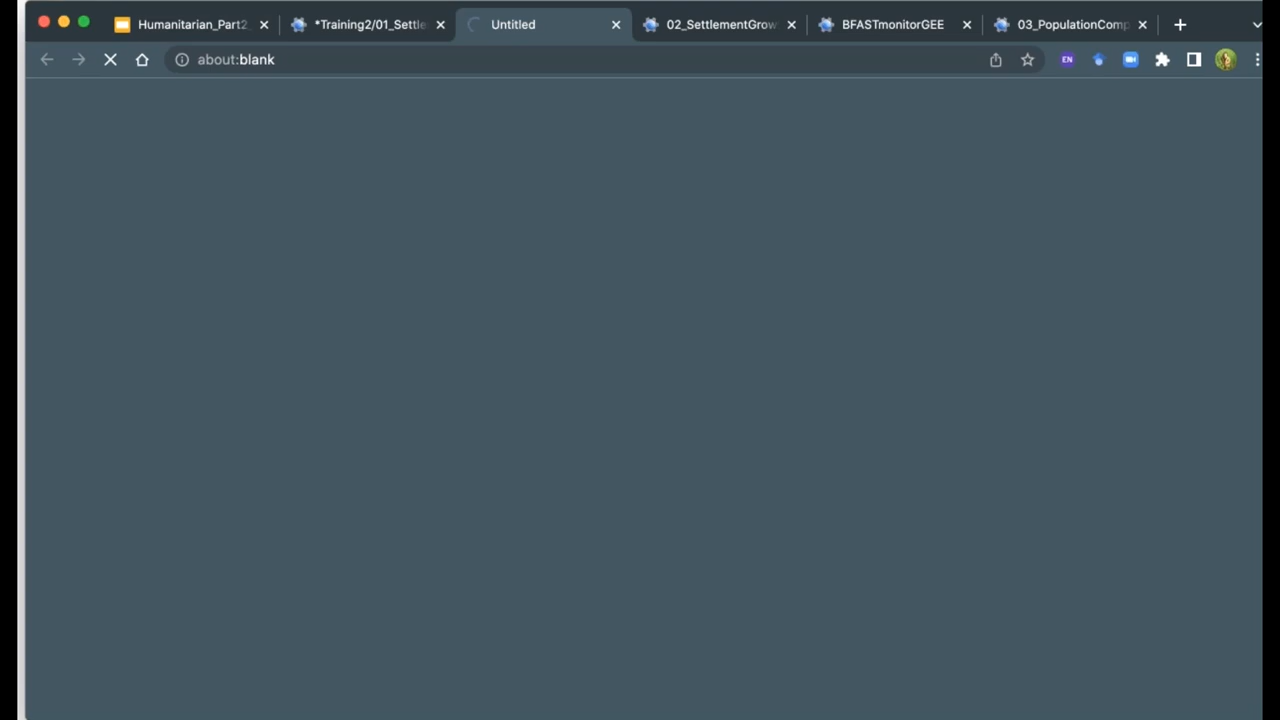 Humanitarian_Part2
*Training2/01_Settle
Untitled
02_SettlementGrow
BFASTmonitorGEE
03_PopulationComp
about:blank
EN